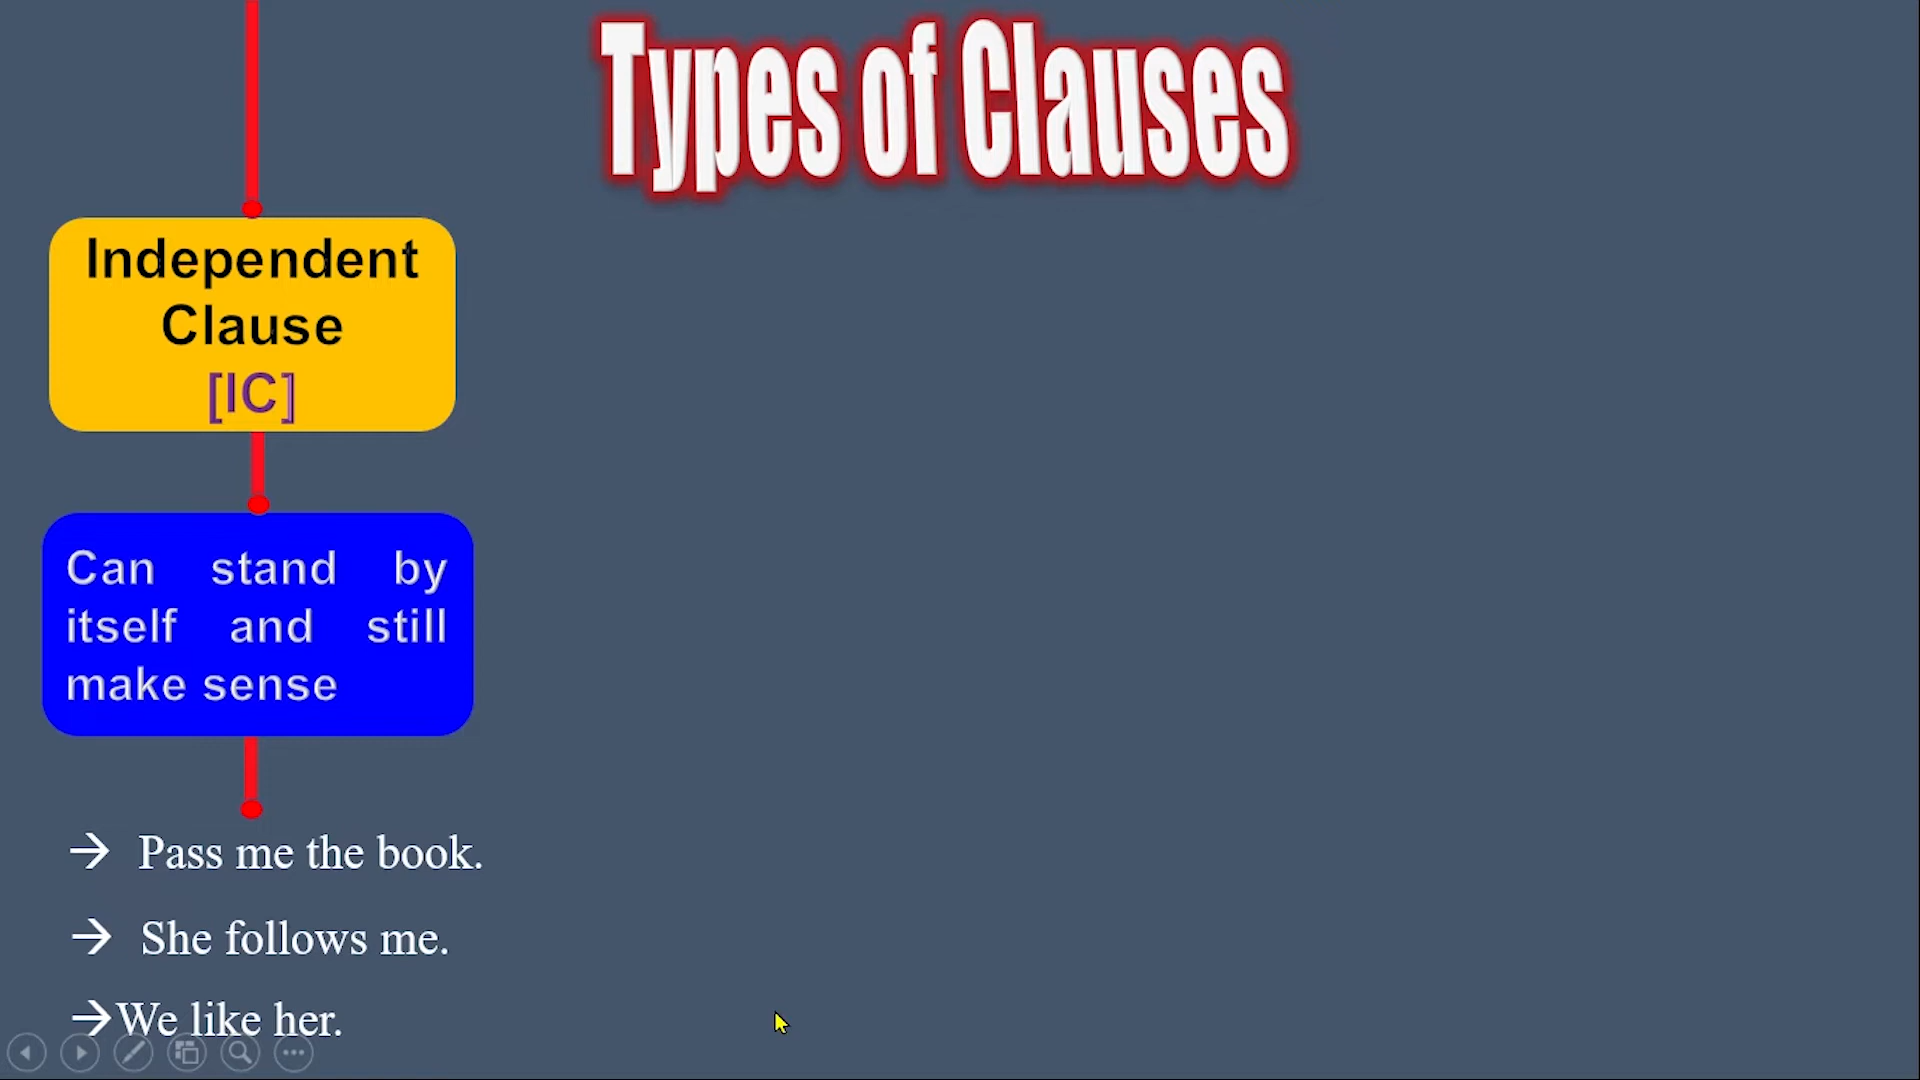 Types of Clauses
Independent
Clause
[IC]
Can stand by
itself and still
make sense
→ Pass me the book.
→ She follows me.
→We like her.